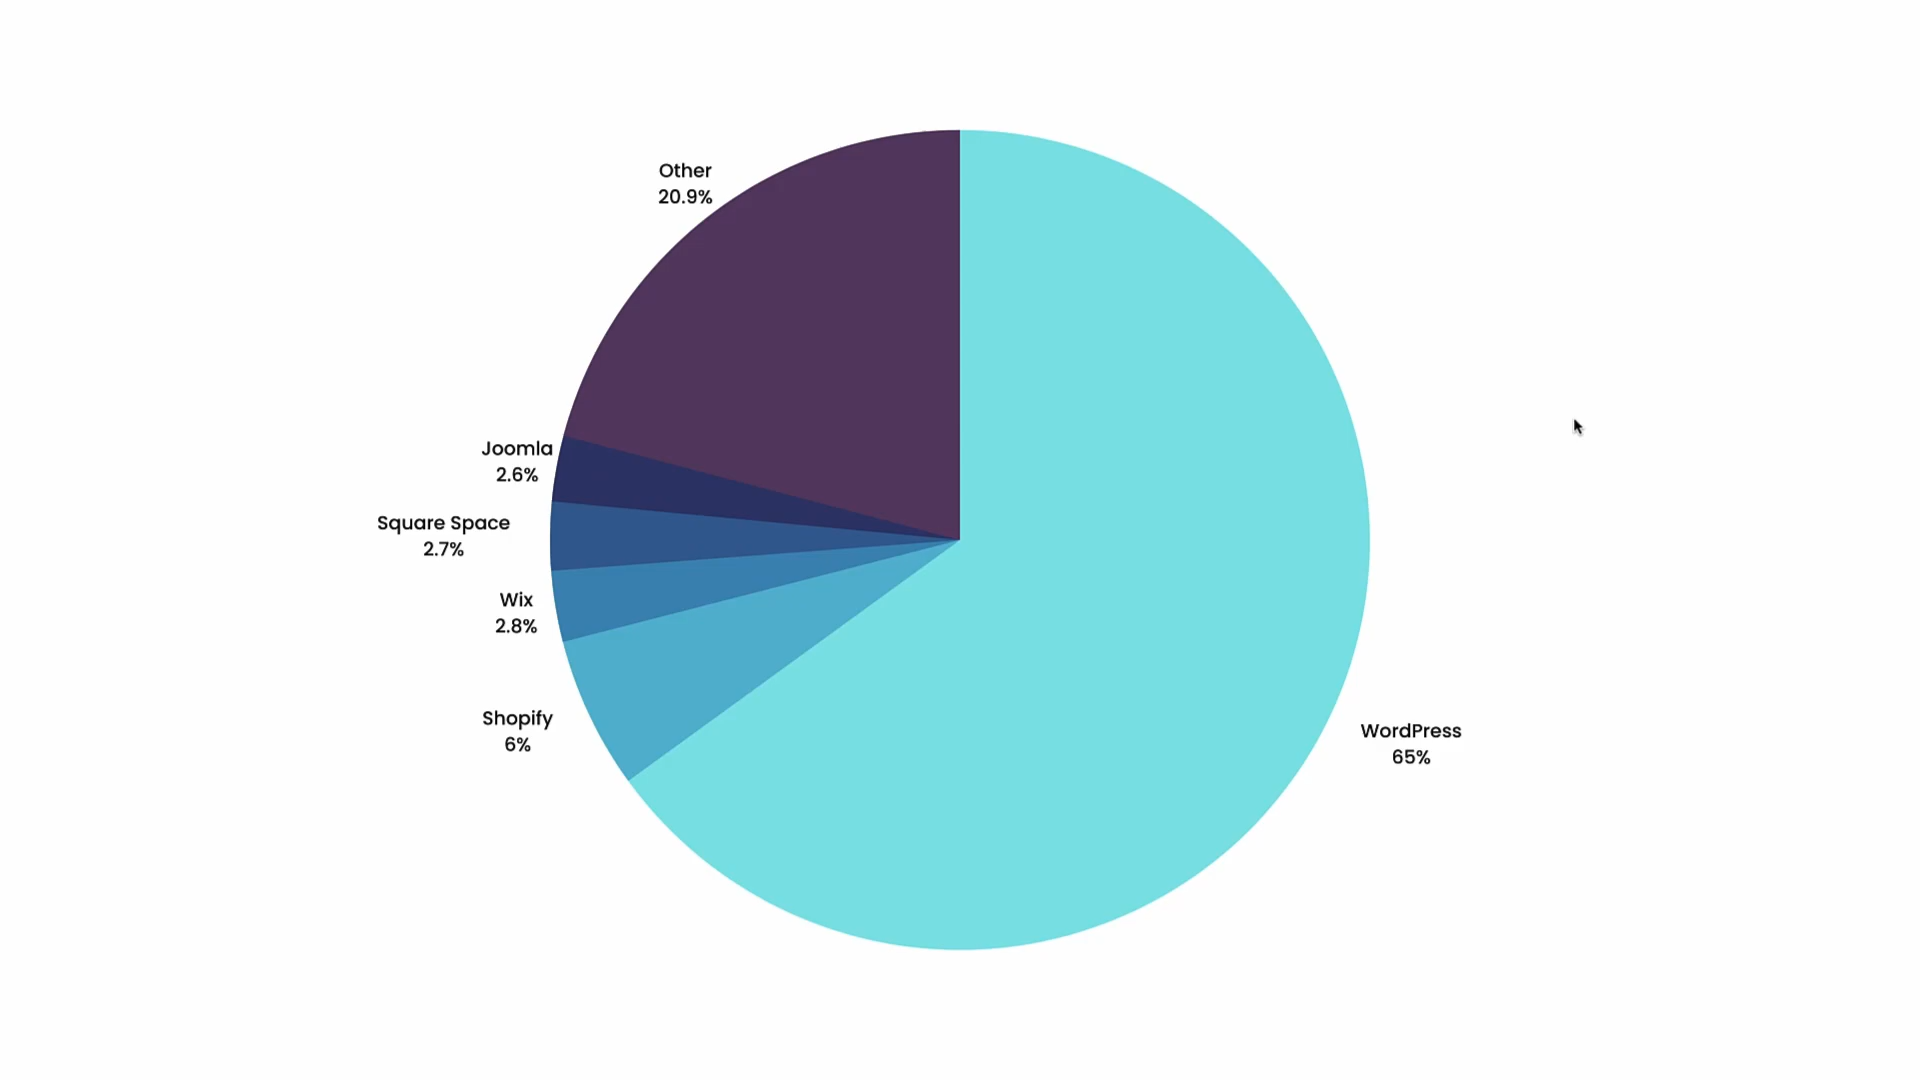 Other
20.9%
Joomla
2.6%
Square Space
2.7%
Wix
2.8%
Shopify
6%
WordPress
65%